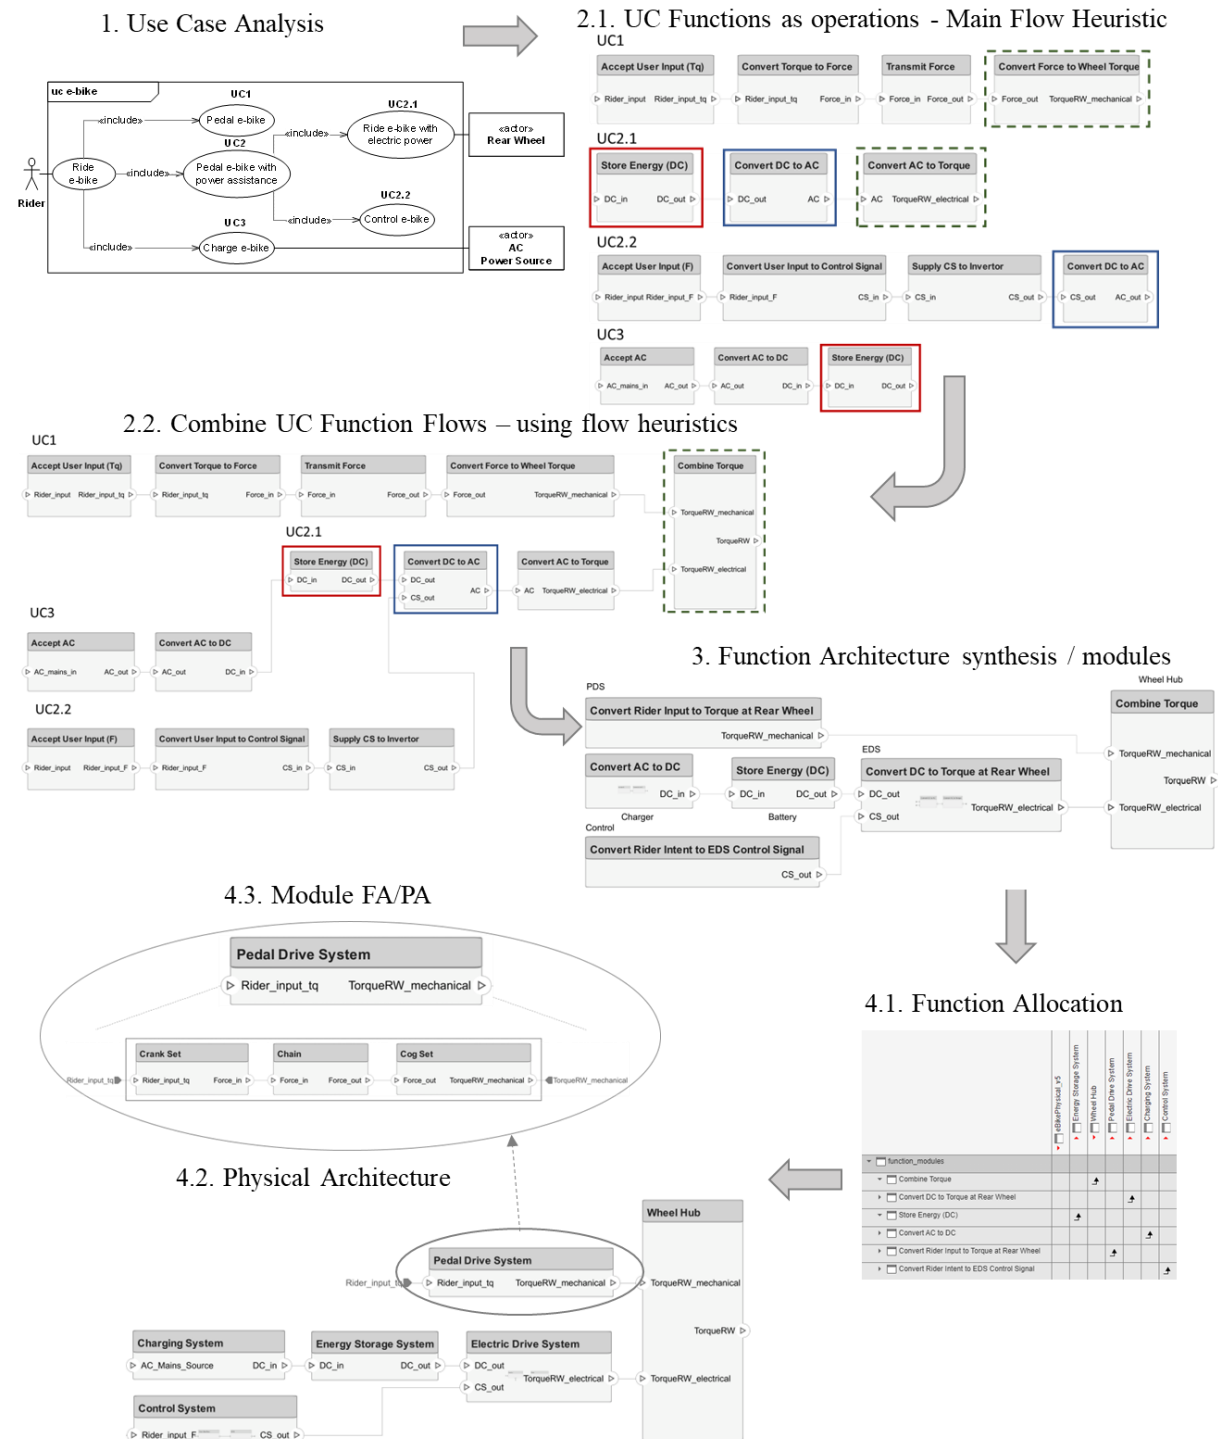 1. Use Case Analysis
uc e-bike
UC1
Pedal e-bike
«include»
UC2
Pedal e-bike with
power assistance
«include»
UC2.1
Ride e-bike with
electric power
«include»
«actor»
Rear Wheel
Ride
e-bike
Rider
UC2.2
Control e-bike
«include»
UC3
Charge e-bike
«include»
«actor»
AC
Power Source
2.1. UC Functions as operations - Main Flow Heuristic
UC1
Accept User Input (Tq) Convert Torque to Force Transmit Force Convert Force to Wheel Torque
Rider_input Rider_input_tq Rider_input_tq Force_in Force_in Force_out Force_out TorqueRW_mechanical
UC2.1
Store Energy (DC) Convert DC to AC Convert AC to Torque
DC_in DC_out DC_out AC AC TorqueRW_electrical
UC2.2
Accept User Input (F) Convert User Input to Control Signal Supply CS to Invertor Convert DC to AC
Rider_input Rider_input_F Rider_input_F CS_in CS_in CS_out CS_out AC_out
UC3
Accept AC Convert AC to DC Store Energy (DC)
AC_mains_in AC_out AC_out DC_in DC_in DC_out
2.2. Combine UC Function Flows – using flow heuristics
UC1
Accept User Input (Tq) Convert Torque to Force Transmit Force Convert Force to Wheel Torque Combine Torque
Rider_input Rider_input_tq Rider_input_tq Force_in Force_in Force_out Force_out TorqueRW_mechanical
TorqueRW_mechanical
TorqueRW
TorqueRW_electrical
UC2.1
Store Energy (DC) Convert DC to AC Convert AC to Torque
DC_in DC_out DC_out AC AC TorqueRW_electrical
CS_out
UC3
Accept AC Convert AC to DC
AC_mains_in AC_out AC_out DC_in
UC2.2
Accept User Input (F) Convert User Input to Control Signal Supply CS to Invertor
Rider_input Rider_input_F Rider_input_F CS_in CS_in CS_out
3. Function Architecture synthesis / modules
PDS
Convert Rider Input to Torque at Rear Wheel
TorqueRW_mechanical
Wheel Hub
Combine Torque
TorqueRW_mechanical
TorqueRW
TorqueRW_electrical
Convert AC to DC
DC_in
Charger
Store Energy (DC)
DC_in DC_out
Battery
EDS
Convert DC to Torque at Rear Wheel
DC_out
TorqueRW_electrical
CS_out
Control
Convert Rider Intent to EDS Control Signal
CS_out
4.3. Module FA/PA
Pedal Drive System
Rider_input_tq TorqueRW_mechanical
Crank Set Chain Cog Set
Rider_input_tq Rider_input_tq Force_in Force_in Force_out Force_out TorqueRW_mechanical TorqueRW_mechanical
4.1. Function Allocation
eBikePhysical_v5
Energy Storage System
Wheel Hub
Pedal Drive System
Electric Drive System
Charging System
Control System
function_modules
Combine Torque
Convert DC to Torque at Rear Wheel
Store Energy (DC)
Convert AC to DC
Convert Rider Input to Torque at Rear Wheel
Convert Rider Intent to EDS Control Signal
4.2. Physical Architecture
Wheel Hub
TorqueRW_mechanical
TorqueRW
TorqueRW_electrical
Pedal Drive System
Rider_input_tq Rider_input_tq TorqueRW_mechanical
Charging System Energy Storage System Electric Drive System
AC_Mains_Source DC_in DC_in DC_out DC_out
TorqueRW_electrical
CS_out
Control System
Rider_input_F CS_out